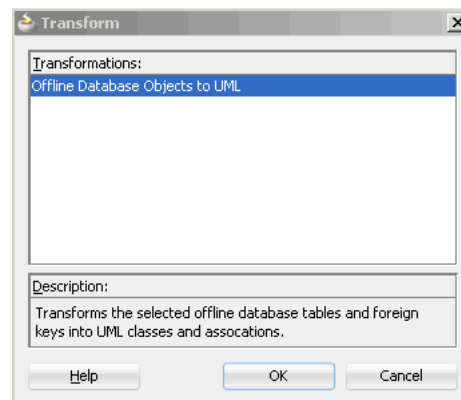 Transform
Transformations:
Offline Database Objects to UML
Description:
Transforms the selected offline database tables and foreign
keys into UML classes and assocations.
Help OK Cancel